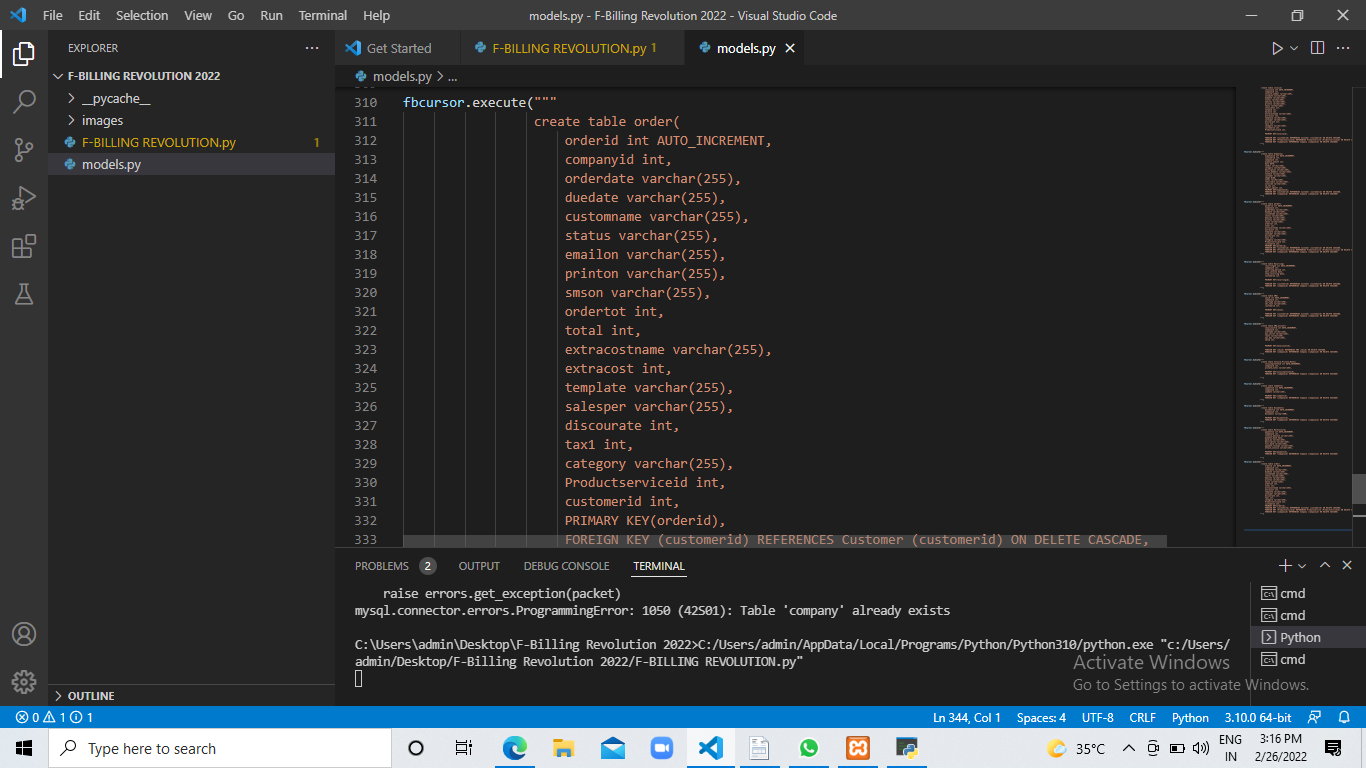 File Edit Selection View Go Run Terminal Help models.py - F-Billing Revolution 2022 - Visual Studio Code
EXPLORER
Get Started F-BILLING REVOLUTION.py 1 models.py
F-BILLING REVOLUTION 2022
models.py > ...
__pycache__
images
F-BILLING REVOLUTION.py 1
models.py
310 fbcursor.execute("""
311 create table order(
312 orderid int AUTO_INCREMENT,
313 companyid int,
314 orderdate varchar(255),
315 duedate varchar(255),
316 customname varchar(255),
317 status varchar(255),
318 emailon varchar(255),
319 printon varchar(255),
320 smson varchar(255),
321 ordertot int,
322 total int,
323 extracostname varchar(255),
324 extracost int,
325 template varchar(255),
326 salesper varchar(255),
327 discourate int,
328 tax1 int,
329 category varchar(255),
330 Productserviceid int,
331 customerid int,
332 PRIMARY KEY(orderid),
333 FOREIGN KEY (customerid) REFERENCES Customer (customerid) ON DELETE CASCADE,
PROBLEMS 2 OUTPUT DEBUG CONSOLE TERMINAL
raise errors.get_exception(packet)
mysql.connector.errors.ProgrammingError: 1050 (42S01): Table 'company' already exists
C:\Users\admin\Desktop\F-Billing Revolution 2022>C:/Users/admin/AppData/Local/Programs/Python/Python310/python.exe "c:/Users/
admin/Desktop/F-Billing Revolution 2022/F-BILLING REVOLUTION.py"
cmd
cmd
Python
cmd
Activate Windows
Go to Settings to activate Windows.
OUTLINE
0 1 1 Ln 344, Col 1 Spaces: 4 UTF-8 CRLF Python 3.10.0 64-bit
Type here to search 35°C ENG IN 3:16 PM 2/26/2022